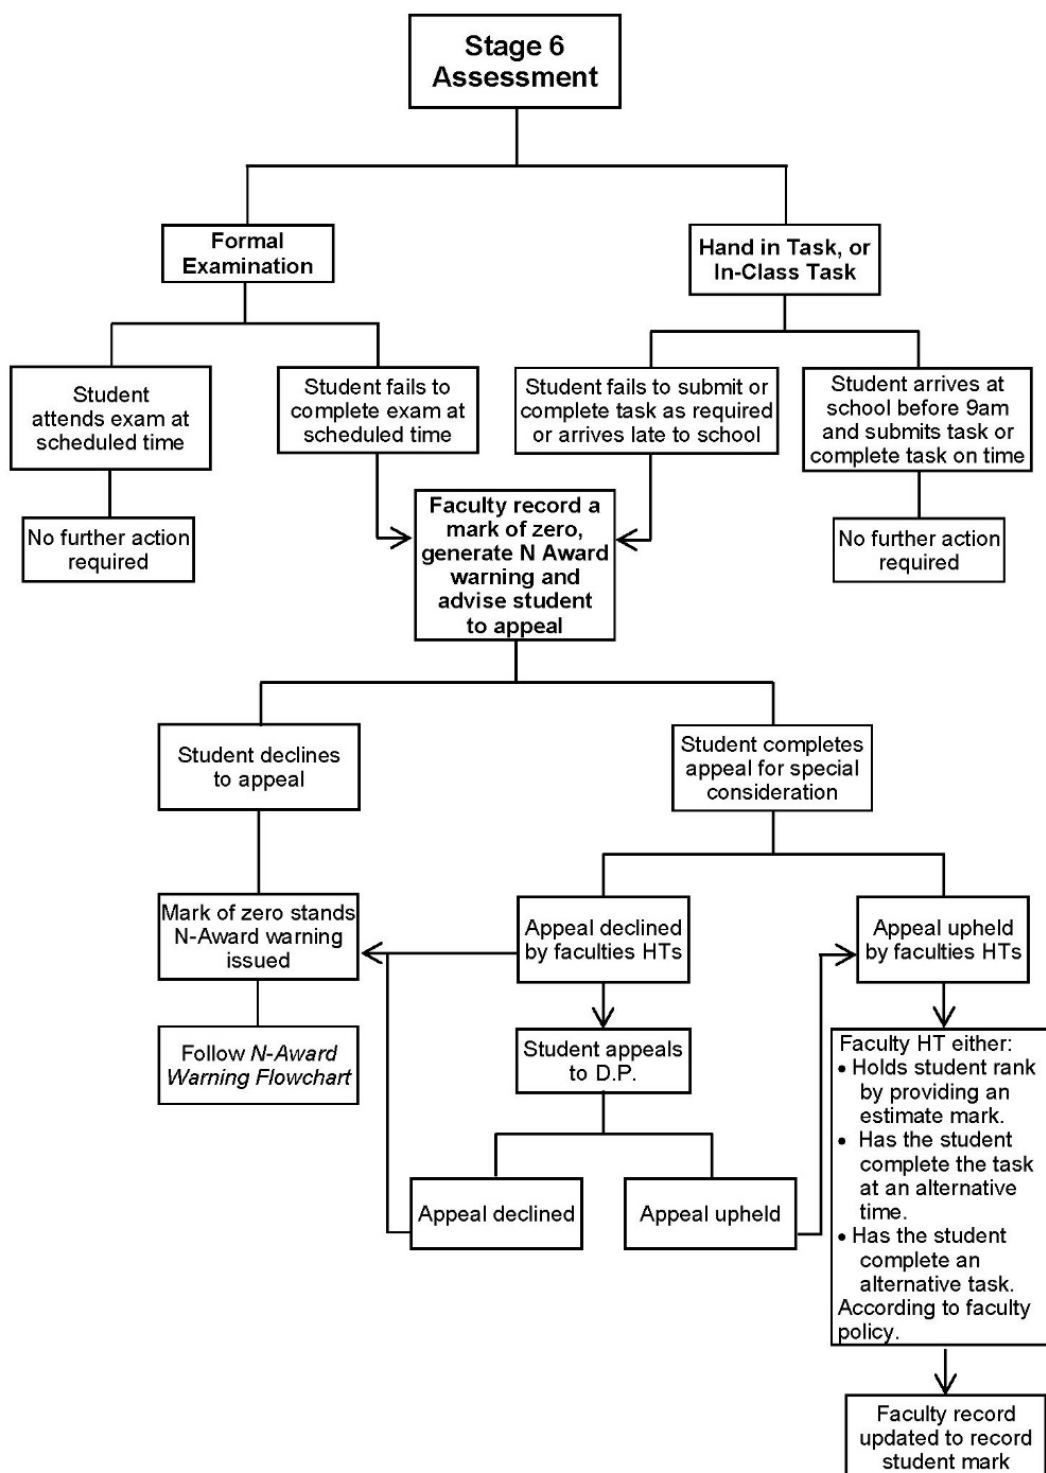 Stage 6
Assessment
Formal
Examination
Hand in Task, or
In-Class Task
Student
attends exam at
scheduled time
Student fails to
complete exam at
scheduled time
Student fails to submit or
complete task as required
or arrives late to school
Student arrives at
school before 9am
and submits task or
complete task on time
No further action
required
Faculty record a
mark of zero,
generate N Award
warning and
advise student
to appeal
No further action
required
Student declines
to appeal
Student completes
appeal for special
consideration
Mark of zero stands
N-Award warning
issued
Appeal declined
by faculties HTs
Appeal upheld
by faculties HTs
Follow N-Award
Warning Flowchart
Student appeals
to D.P.
Faculty HT either:
• Holds student rank
by providing an
estimate mark.
• Has the student
complete the task
at an alternative
time.
• Has the student
complete an
alternative task.
According to faculty
policy.
Appeal declined
Appeal upheld
Faculty record
updated to record
student mark